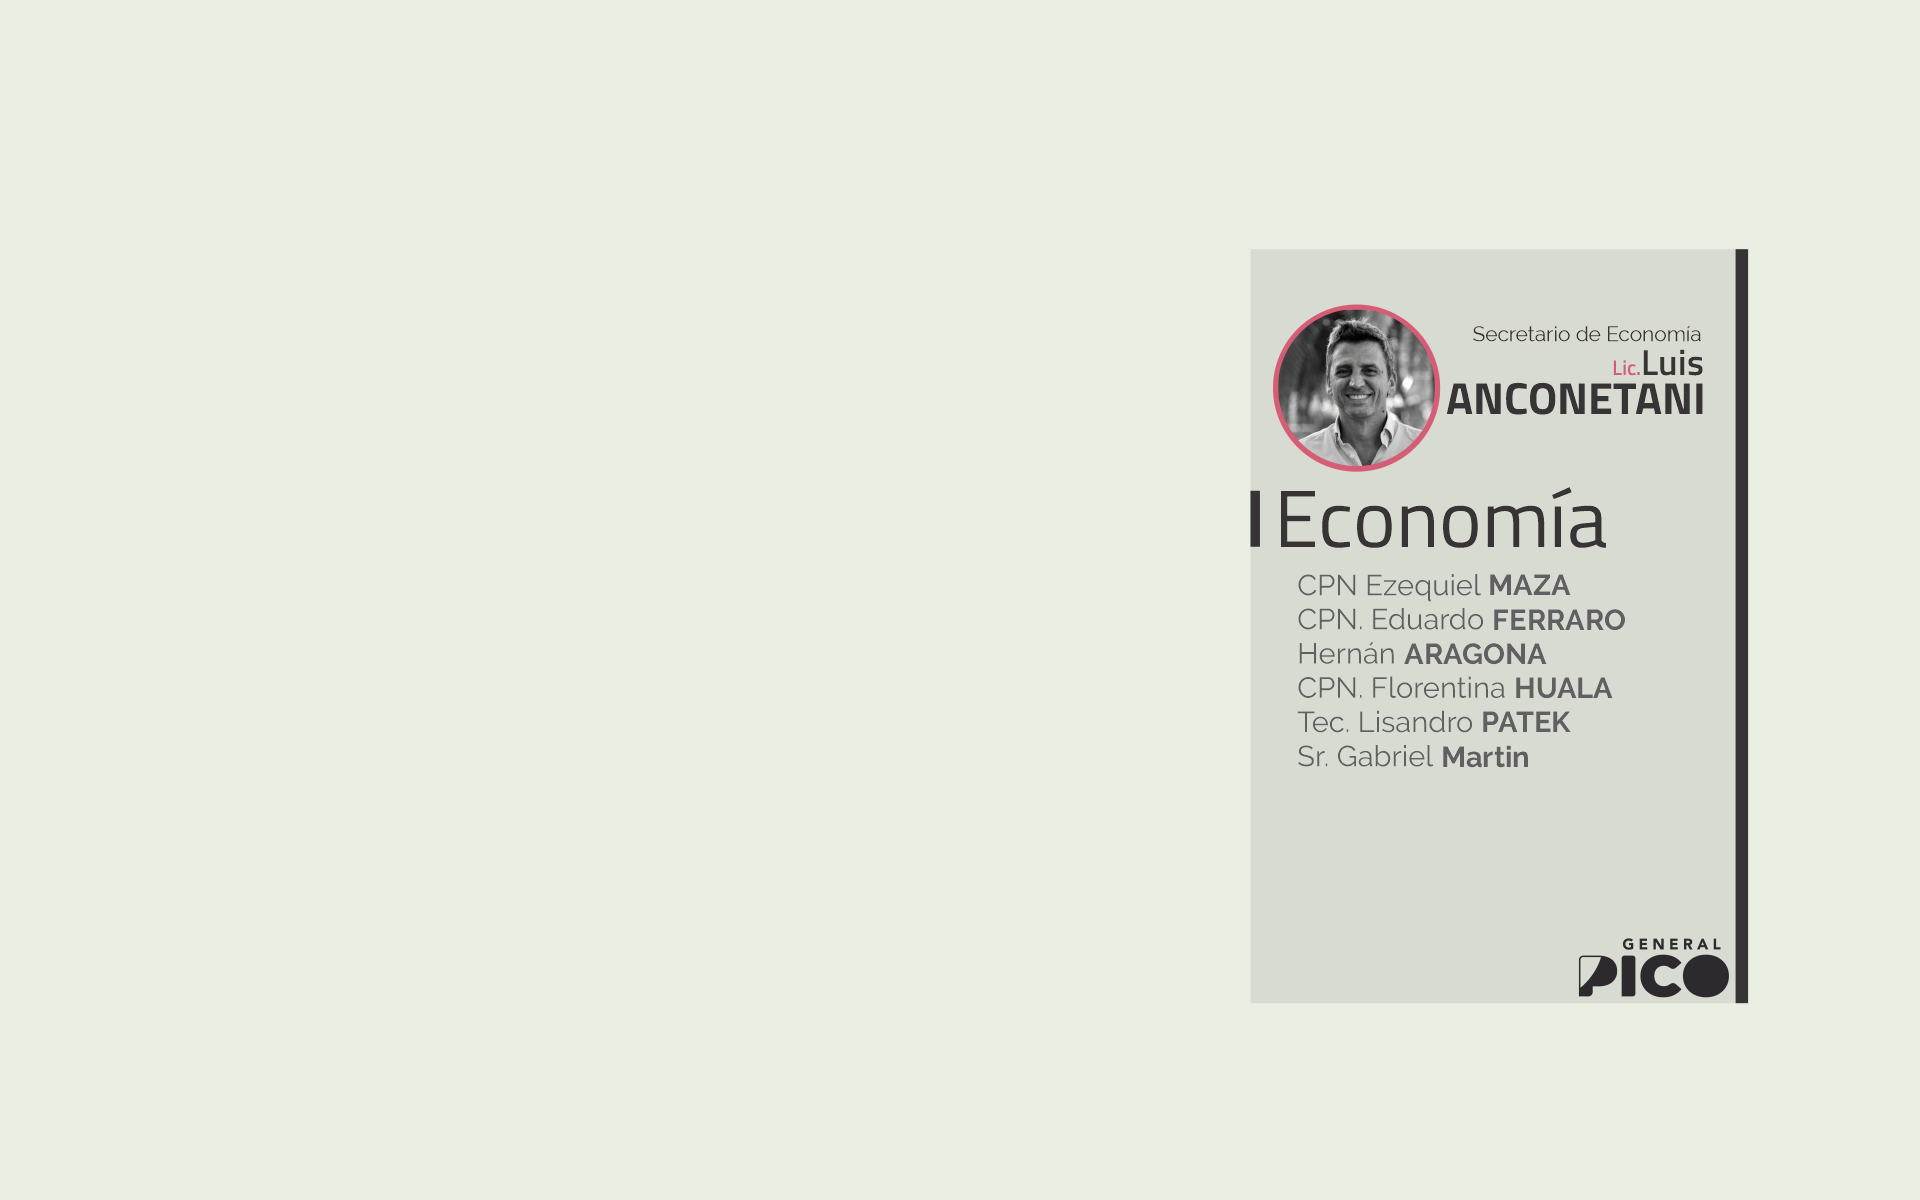 Secretario de Economía
Lic.Luis
ANCONETANI
Economía
CPN Ezequiel MAZA
CPN. Eduardo FERRARO
Hernán ARAGONA
CPN. Florentina HUALA
Tec. Lisandro PATEK
Sr. Gabriel Martin
GENERAL
PICO